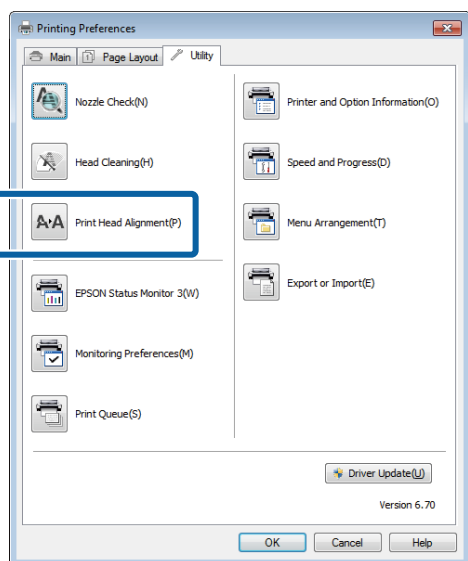 Printing Preferences
Main
Page Layout
Utility
Nozzle Check(N)
Head Cleaning(H)
Print Head Alignment(P)
EPSON Status Monitor 3(W)
Monitoring Preferences(M)
Print Queue(S)
Printer and Option Information(O)
Speed and Progress(D)
Menu Arrangement(T)
Export or Import(E)
Driver Update(U)
Version 6.70
OK
Cancel
Help